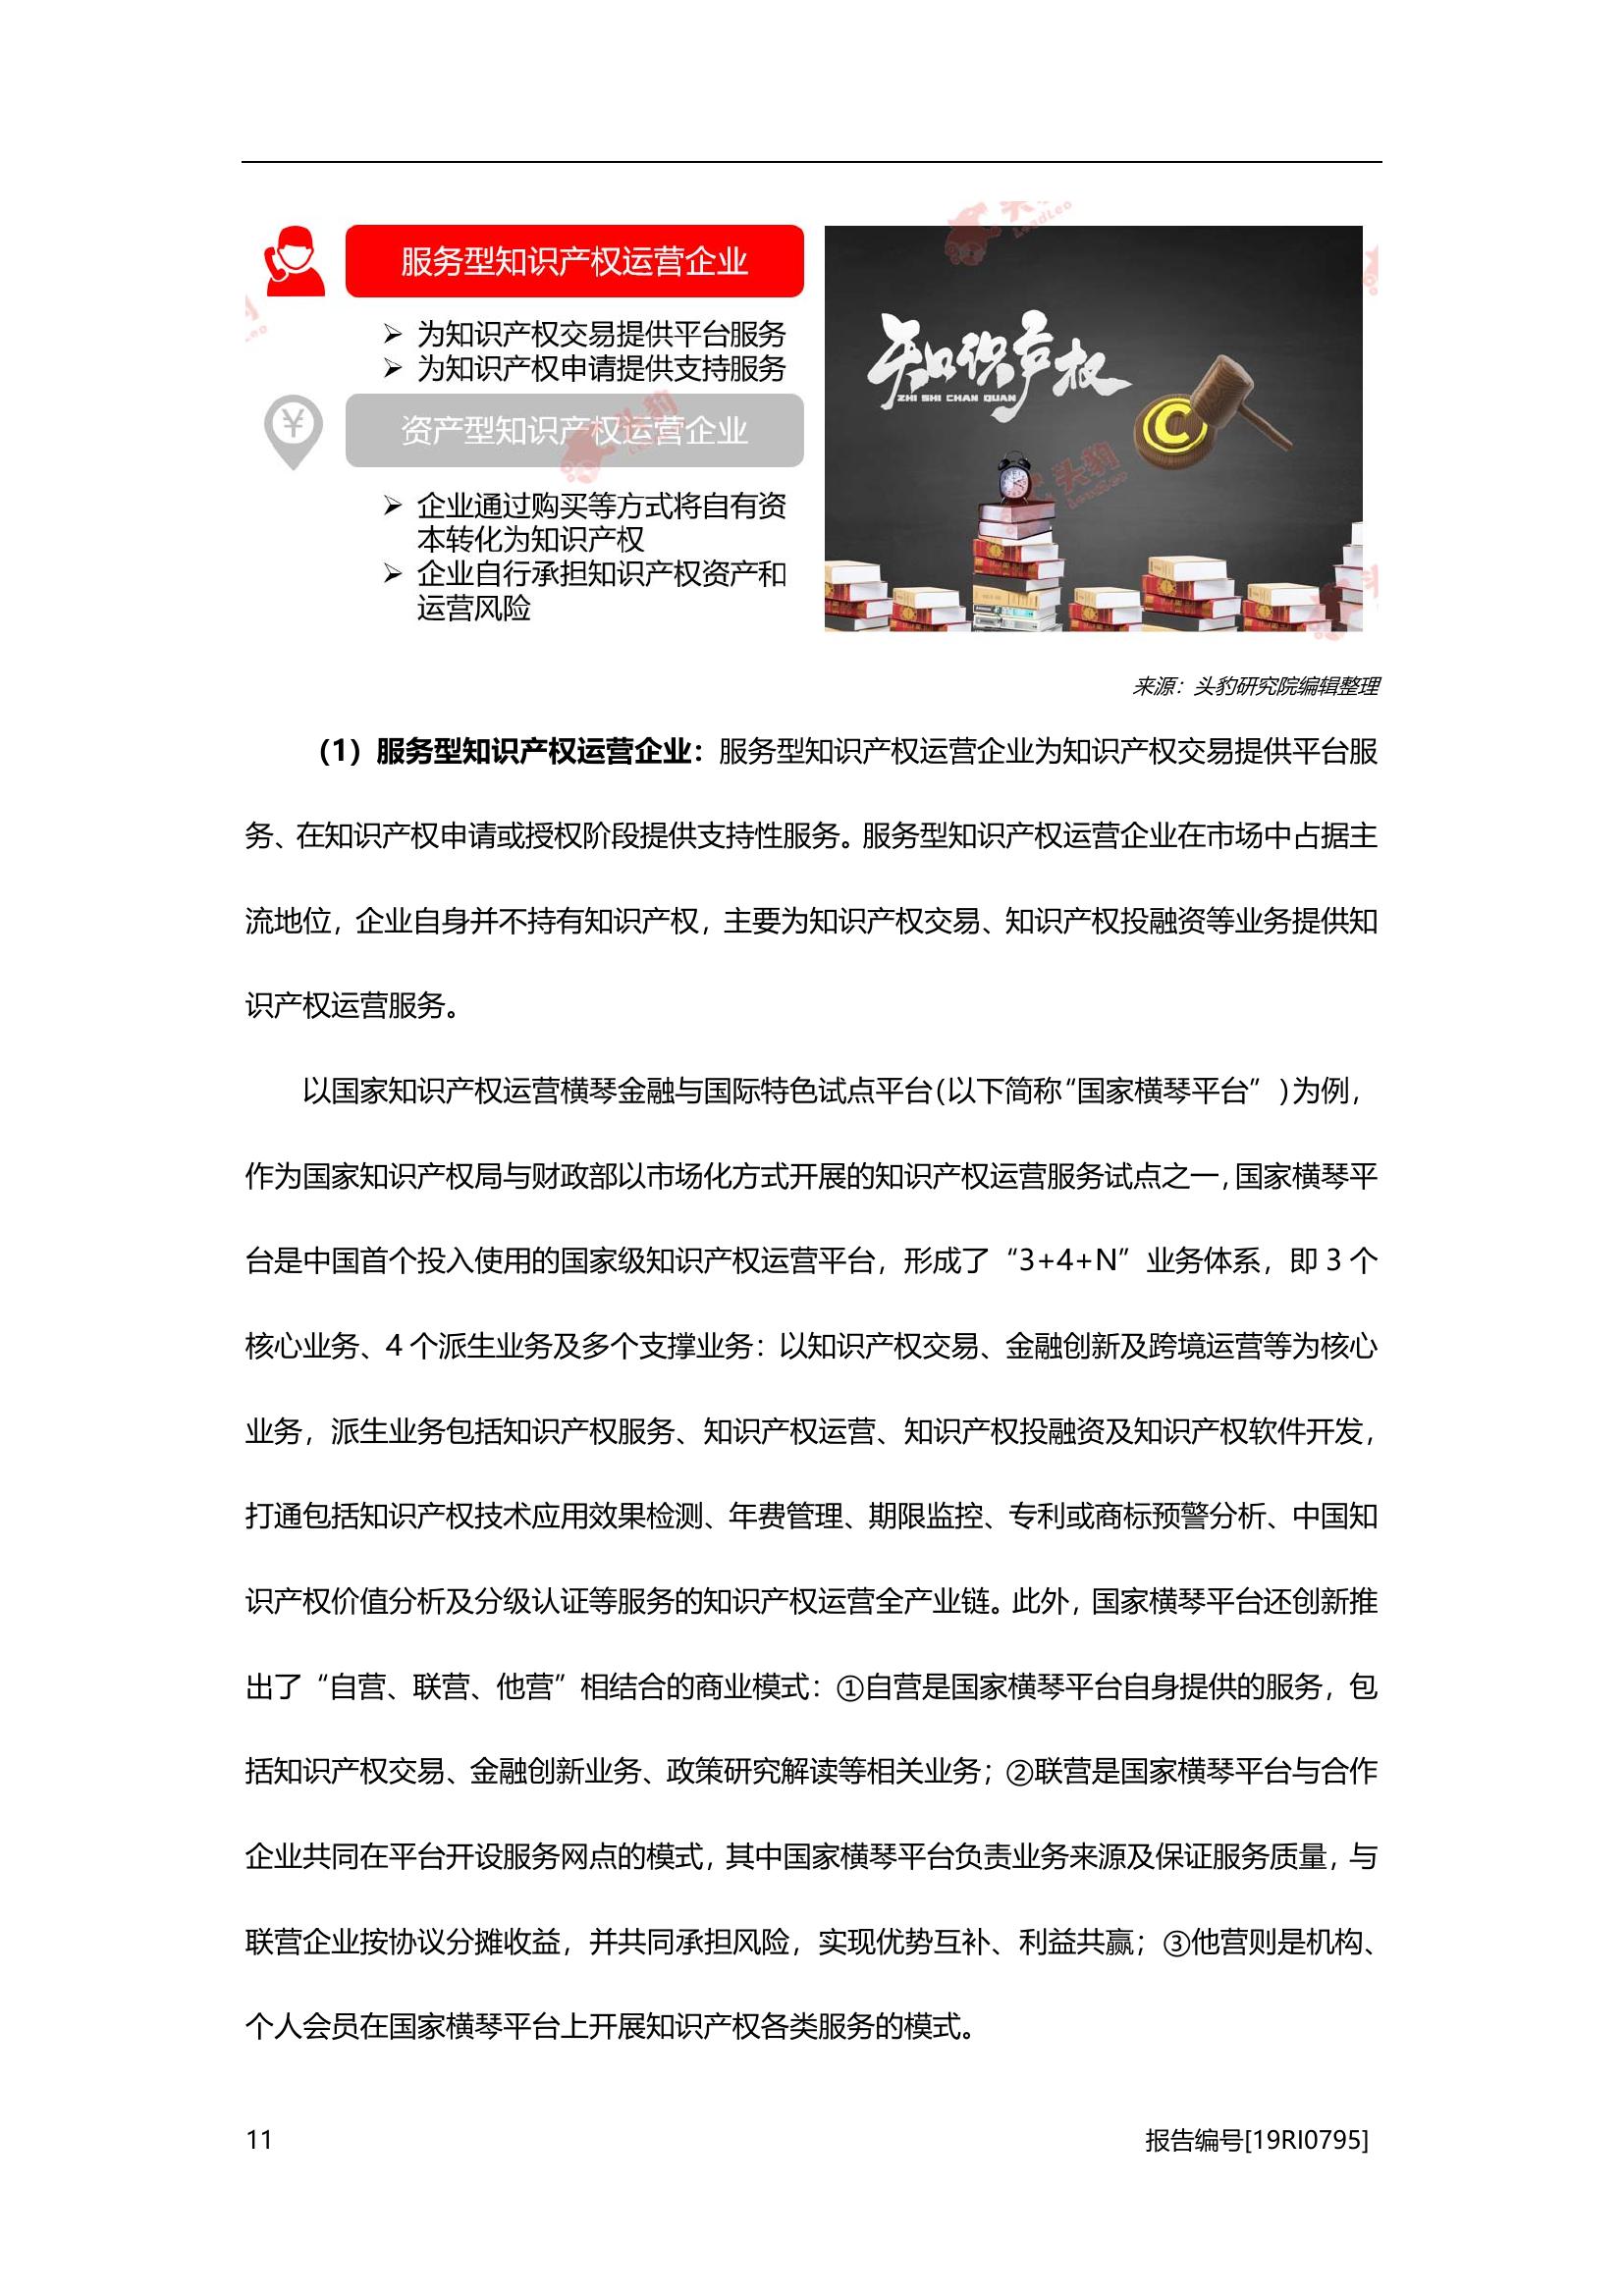 服务型知识产权运营企业
➢ 为知识产权交易提供平台服务
➢ 为知识产权申请提供支持服务
资产型知识产权运营企业
➢ 企业通过购买等方式将自有资
本转化为知识产权
➢ 企业自行承担知识产权资产和
运营风险
知识产权
ZHI SHI CHAN QUAN
头豹
LeadLeo
来源：头豹研究院编辑整理
（1）服务型知识产权运营企业：服务型知识产权运营企业为知识产权交易提供平台服
务、在知识产权申请或授权阶段提供支持性服务。服务型知识产权运营企业在市场中占据主
流地位，企业自身并不持有知识产权，主要为知识产权交易、知识产权投融资等业务提供知
识产权运营服务。
以国家知识产权运营横琴金融与国际特色试点平台(以下简称“国家横琴平台” )为例，
作为国家知识产权局与财政部以市场化方式开展的知识产权运营服务试点之一，国家横琴平
台是中国首个投入使用的国家级知识产权运营平台，形成了“3+4+N”业务体系，即 3 个
核心业务、4 个派生业务及多个支撑业务：以知识产权交易、金融创新及跨境运营等为核心
业务，派生业务包括知识产权服务、知识产权运营、知识产权投融资及知识产权软件开发，
打通包括知识产权技术应用效果检测、年费管理、期限监控、专利或商标预警分析、中国知
识产权价值分析及分级认证等服务的知识产权运营全产业链。此外，国家横琴平台还创新推
出了“自营、联营、他营”相结合的商业模式：①自营是国家横琴平台自身提供的服务，包
括知识产权交易、金融创新业务、政策研究解读等相关业务；②联营是国家横琴平台与合作
企业共同在平台开设服务网点的模式，其中国家横琴平台负责业务来源及保证服务质量，与
联营企业按协议分摊收益，并共同承担风险，实现优势互补、利益共赢；③他营则是机构、
个人会员在国家横琴平台上开展知识产权各类服务的模式。
11
报告编号[19RI0795]